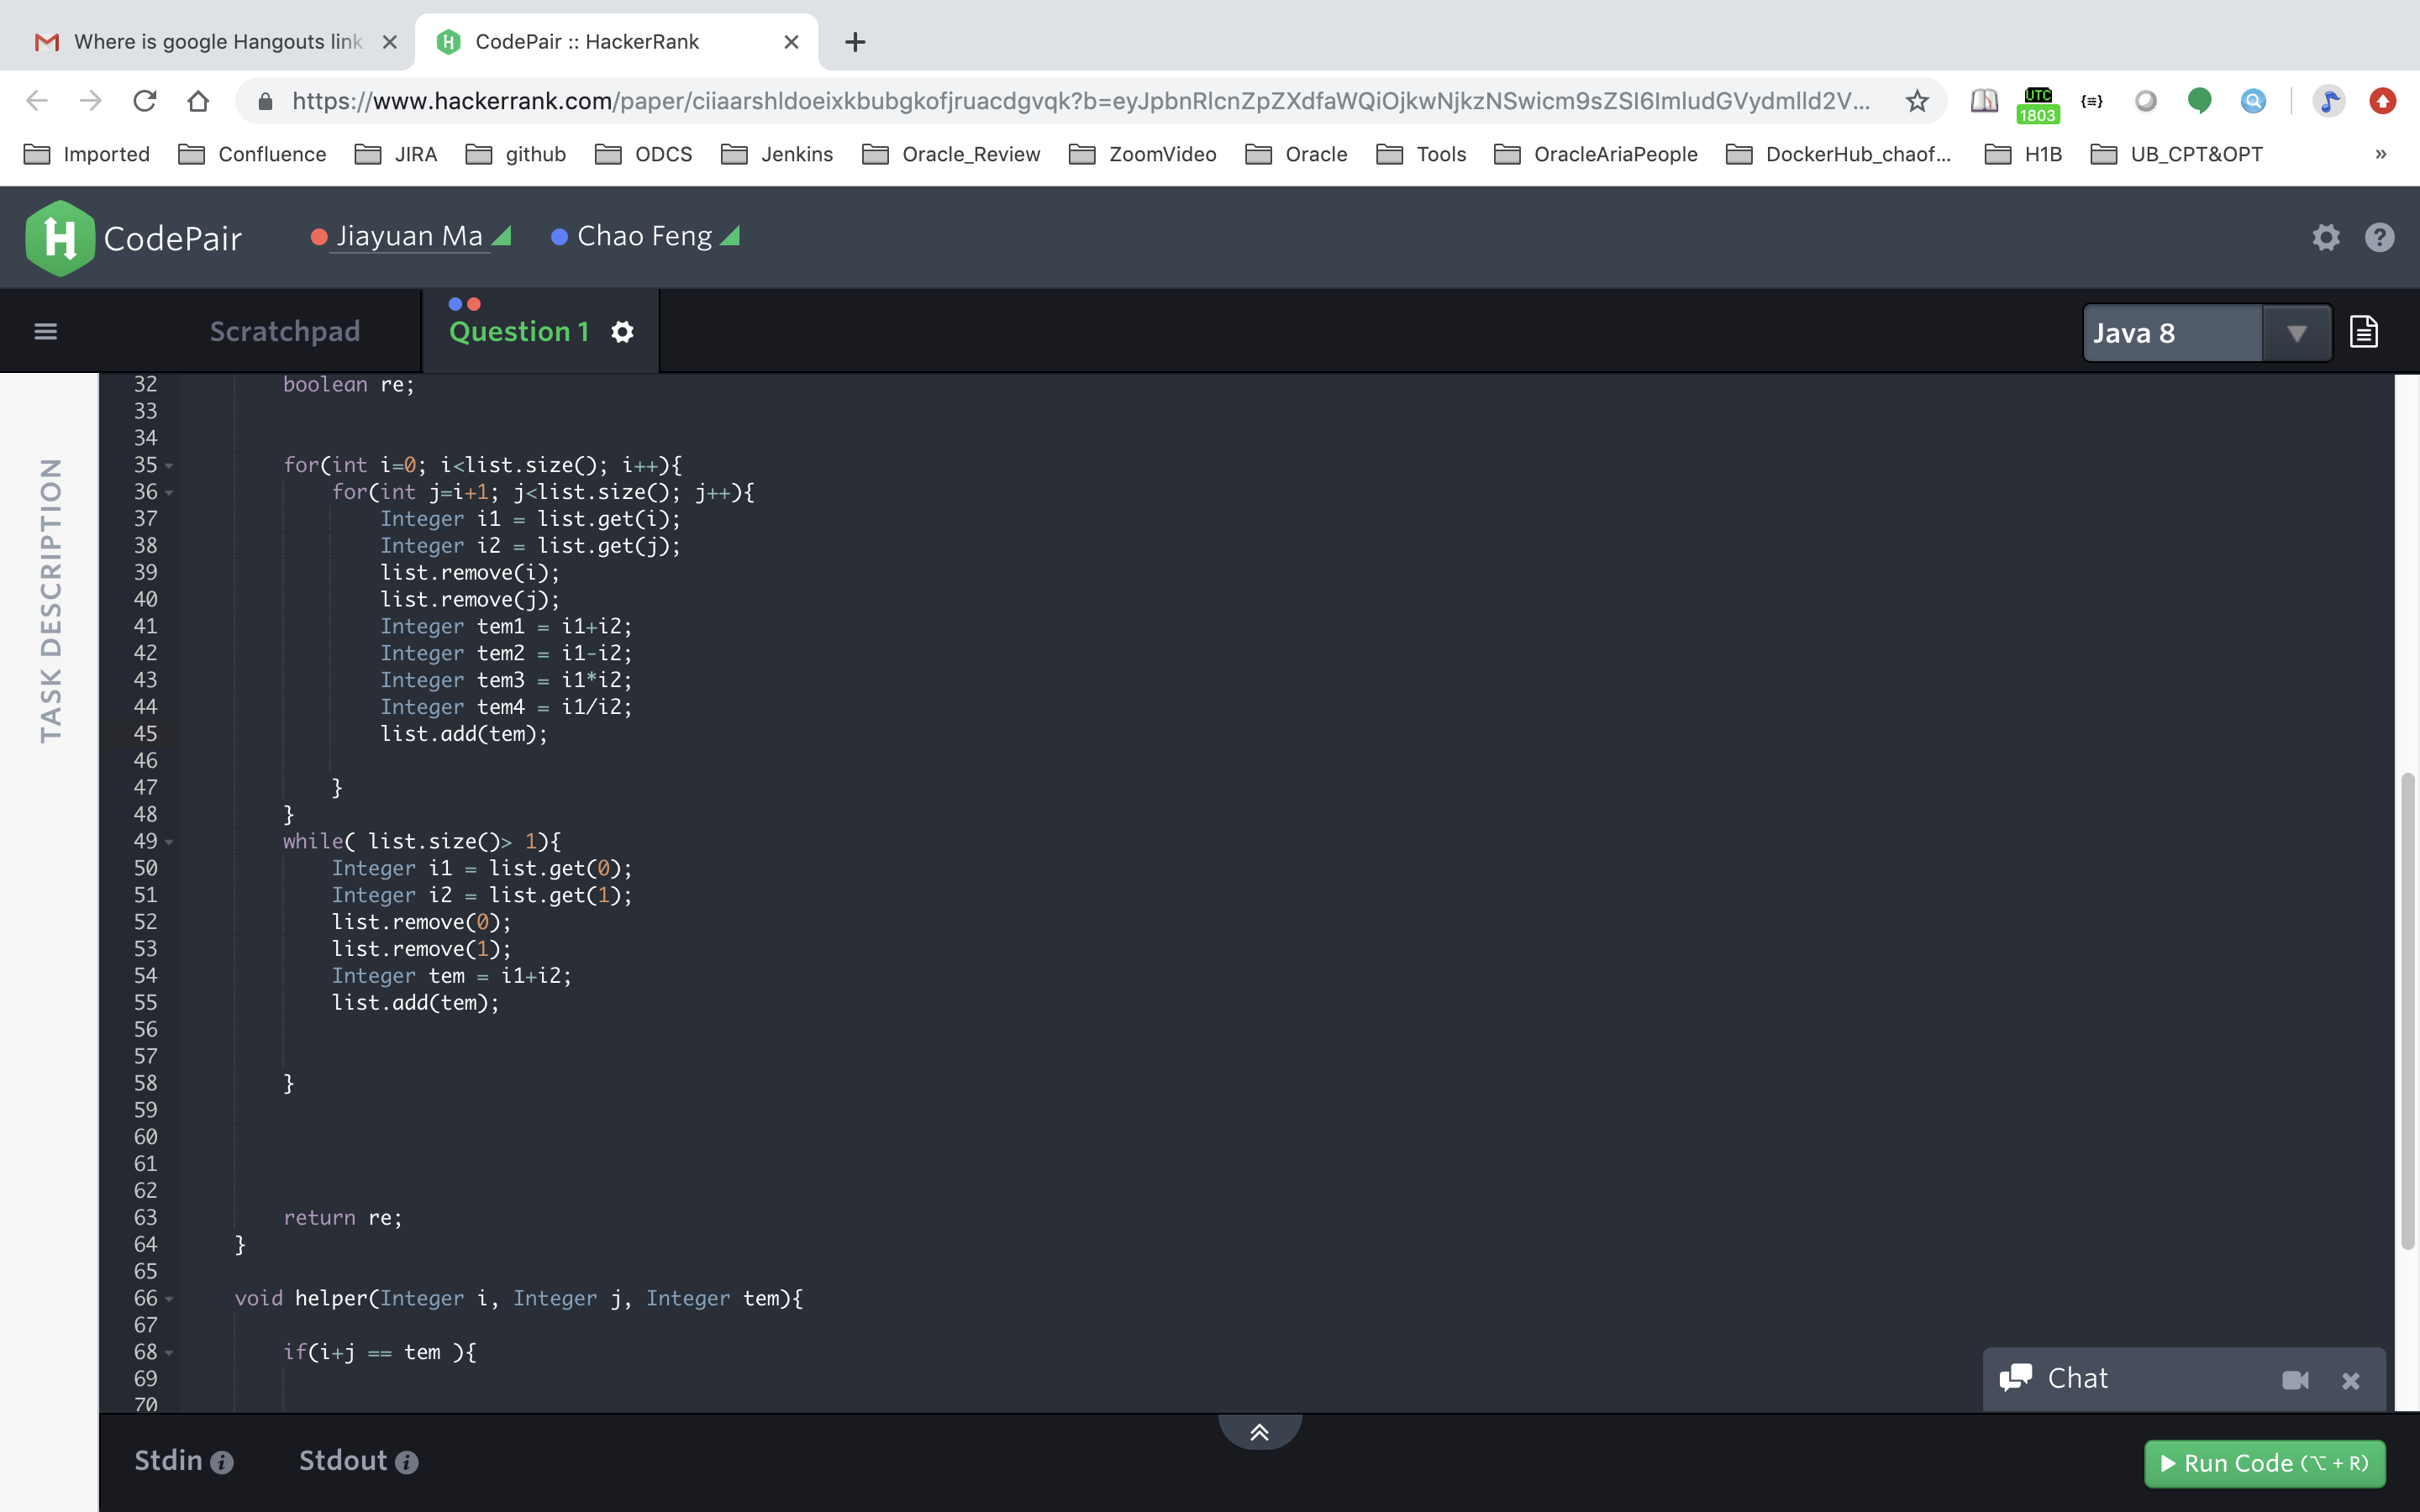 Where is google Hangouts link
CodePair :: HackerRank
https://www.hackerrank.com/paper/ciiaarshldoeixkbubgkofjruacdgvqk?b=eyJpbnRlcnZpZXdfaWQiOjkwNjkzNSwicm9sZSI6ImludGVydmlld2V...
UTC
1803
Imported Confluence JIRA github ODCS Jenkins Oracle_Review ZoomVideo Oracle Tools OracleAriaPeople DockerHub_chaof... H1B UB_CPT&OPT »
H CodePair Jiayuan Ma Chao Feng
Scratchpad Question 1 Java 8
TASK DESCRIPTION
32 boolean re;
33
34
35 for(int i=0; i<list.size(); i++){
36 for(int j=i+1; j<list.size(); j++){
37 Integer i1 = list.get(i);
38 Integer i2 = list.get(j);
39 list.remove(i);
40 list.remove(j);
41 Integer tem1 = i1+i2;
42 Integer tem2 = i1-i2;
43 Integer tem3 = i1*i2;
44 Integer tem4 = i1/i2;
45 list.add(tem);
46
47 }
48 }
49 while( list.size()> 1){
50 Integer i1 = list.get(0);
51 Integer i2 = list.get(1);
52 list.remove(0);
53 list.remove(1);
54 Integer tem = i1+i2;
55 list.add(tem);
56
57
58 }
59
60
61
62
63 return re;
64 }
65
66 void helper(Integer i, Integer j, Integer tem){
67
68 if(i+j == tem ){
69
70
Chat
Stdin Stdout
Run Code (⌥ + R)